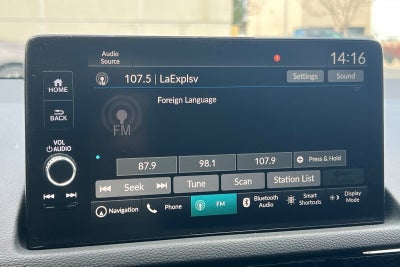 Audio
Source
1
14:16
HOME
107.5 | LaExplsv
Settings
Sound
BACK
Foreign Language
FM
VOL
AUDIO
87.9
98.1
107.9
Press & Hold
Seek
Tune
Scan
Station List
Navigation
Phone
FM
Bluetooth
Audio
Smart
Shortcuts
Display
Mode